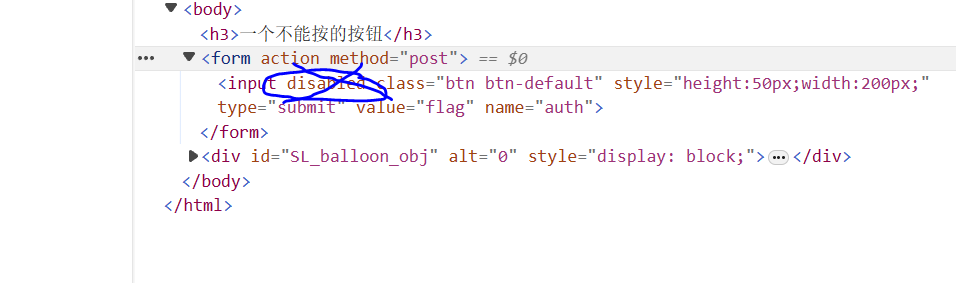 <body>
<h3>一个不能按的按钮</h3>
<form action method="post"> == $0
<input disabled class="btn btn-default" style="height:50px;width:200px;"
type="submit" value="flag" name="auth">
</form>
<div id="SL_balloon_obj" alt="0" style="display: block;">…</div>
</body>
</html>